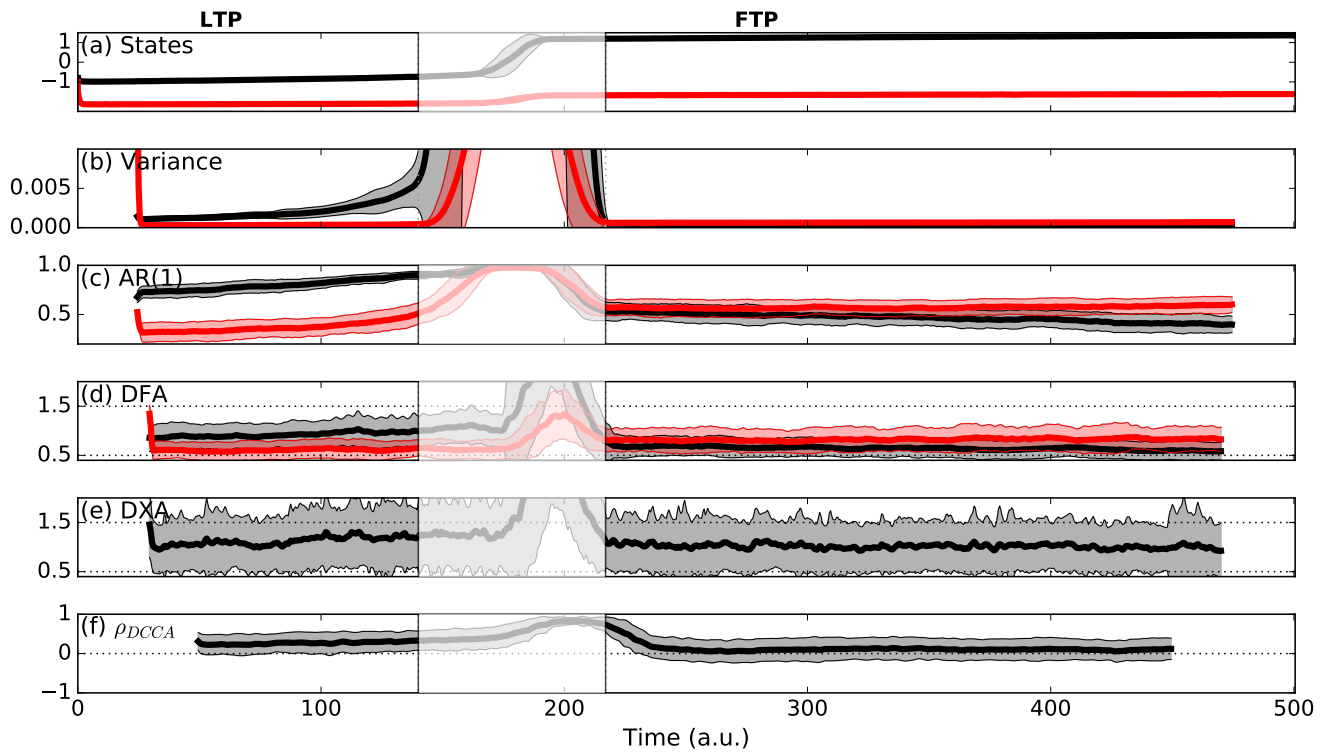 LTP FTP
(a) States
1
0
−1
(b) Variance
0.005
0.000
(c) AR(1)
1.0
0.5
(d) DFA
1.5
0.5
(e) DXA
1.5
0.5
(f) ρDCCA
1
0
−1
0 100 200 300 400 500
Time (a.u.)